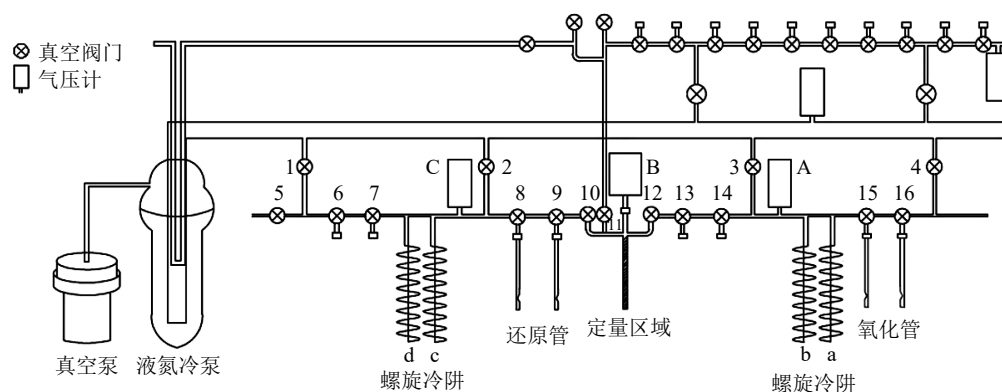 真空阀门
气压计
1
C
2
B
3
A
4
5
6
7
8
9
10
11
12
13
14
15
16
d
c
还原管
定量区域
b
a
氧化管
真空泵
液氮冷泵
螺旋冷阱
螺旋冷阱